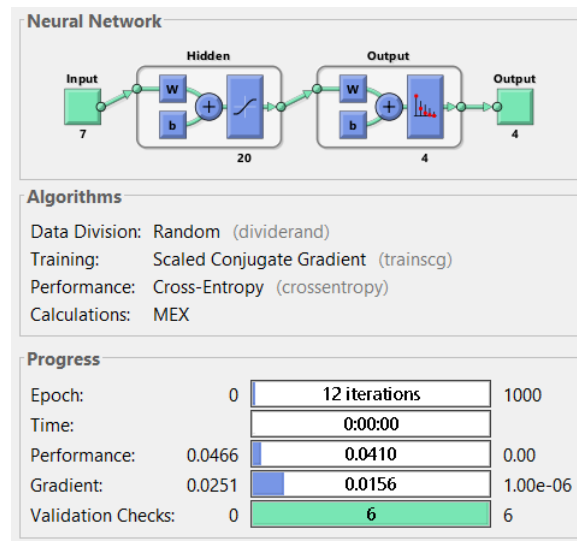 Neural Network
Hidden
Output
Input
W
b
+
W
b
+
Output
7
20
4
4
Algorithms
Data Division: Random (dividerand)
Training: Scaled Conjugate Gradient (trainscg)
Performance: Cross-Entropy (crossentropy)
Calculations: MEX
Progress
Epoch: 0 12 iterations 1000
Time: 0:00:00
Performance: 0.0466 0.0410 0.00
Gradient: 0.0251 0.0156 1.00e-06
Validation Checks: 0 6 6